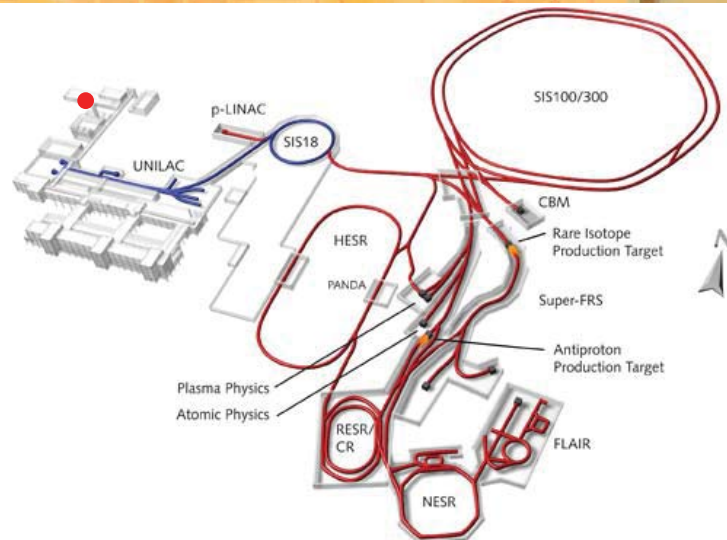 SIS100/300
p-LINAC
SIS18
UNILAC
CBM
Rare Isotope
Production Target
N
HESR
PANDA
Super-FRS
Antiproton
Production Target
Plasma Physics
Atomic Physics
RESR/
CR
FLAIR
NESR